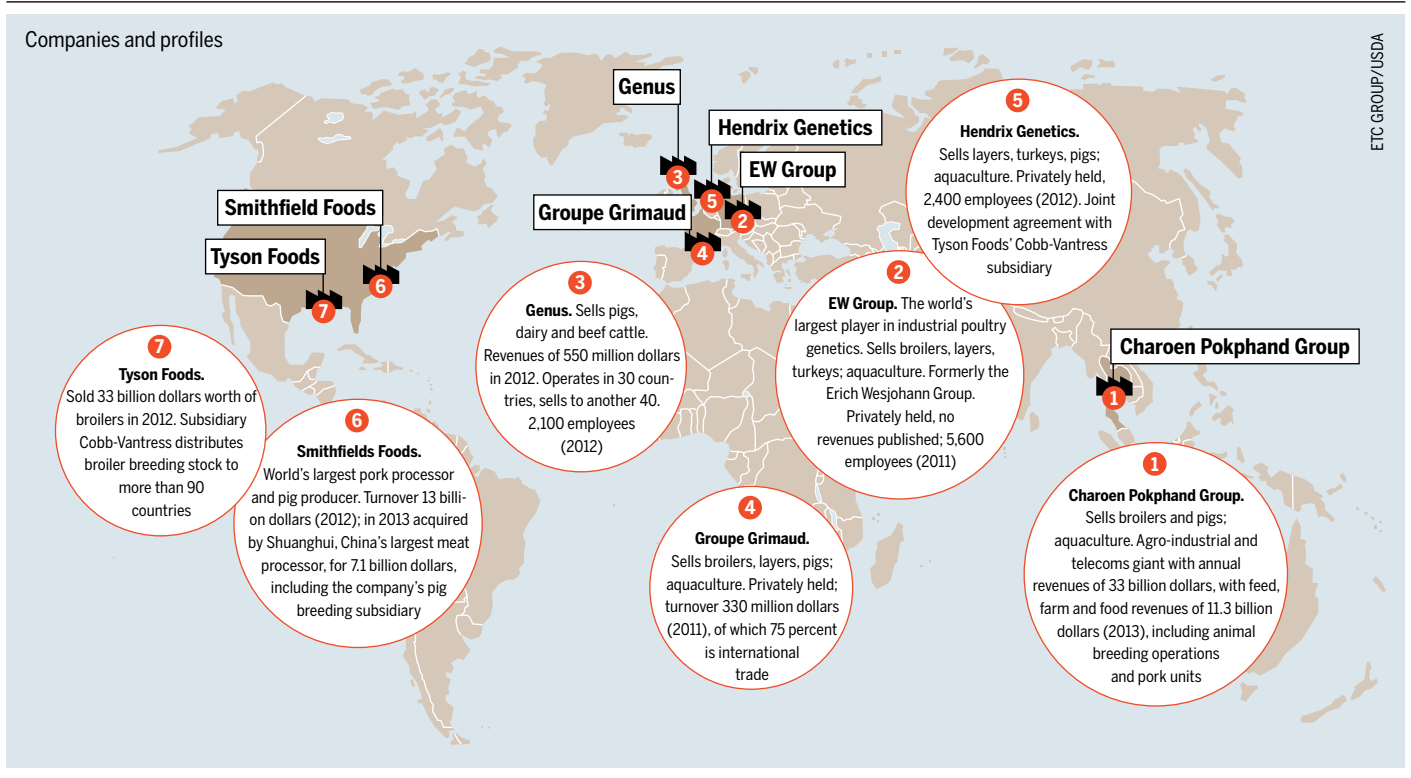 Companies and profiles
ETC GROUP/USDA
Genus
Hendrix Genetics
EW Group
Groupe Grimaud
Smithfield Foods
Tyson Foods
Charoen Pokphand Group
3
5
2
4
6
7
1
5
Hendrix Genetics.
Sells layers, turkeys, pigs;
aquaculture. Privately held,
2,400 employees (2012). Joint
development agreement with
Tyson Foods' Cobb-Vantress
subsidiary
2
EW Group. The world's
largest player in industrial poultry
genetics. Sells broilers, layers,
turkeys; aquaculture. Formerly the
Erich Wesjohann Group.
Privately held, no
revenues published; 5,600
employees (2011)
3
Genus. Sells pigs,
dairy and beef cattle.
Revenues of 550 million dollars
in 2012. Operates in 30 coun-
tries, sells to another 40.
2,100 employees
(2012)
7
Tyson Foods.
Sold 33 billion dollars worth of
broilers in 2012. Subsidiary
Cobb-Vantress distributes
broiler breeding stock to
more than 90
countries
6
Smithfields Foods.
World's largest pork processor
and pig producer. Turnover 13 billi-
on dollars (2012); in 2013 acquired
by Shuanghui, China's largest meat
processor, for 7.1 billion dollars,
including the company's pig
breeding subsidiary
4
Groupe Grimaud.
Sells broilers, layers, pigs;
aquaculture. Privately held;
turnover 330 million dollars
(2011), of which 75 percent
is international
trade
1
Charoen Pokphand Group.
Sells broilers and pigs;
aquaculture. Agro-industrial and
telecoms giant with annual
revenues of 33 billion dollars, with feed,
farm and food revenues of 11.3 billion
dollars (2013), including animal
breeding operations
and pork units